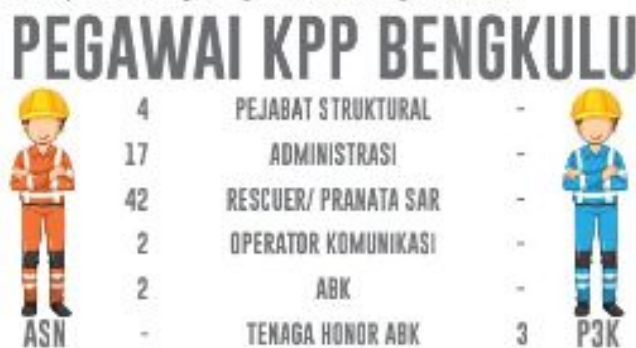 PEGAWAI KPP BENGKULU
4 PEJABAT STRUKTURAL -
17 ADMINISTRASI -
42 RESCUER/ PRANATA SAR -
2 OPERATOR KOMUNIKASI -
2 ABK -
ASN - TENAGA HONOR ABK 3 P3K